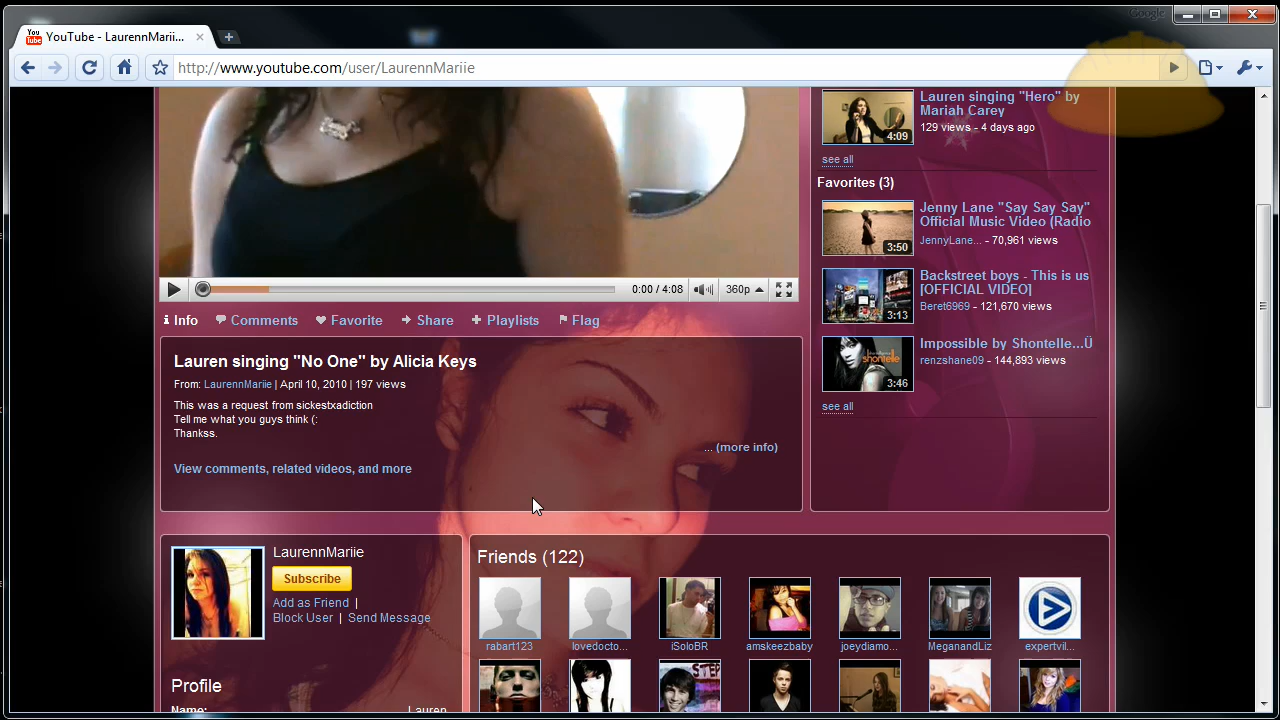 Google
You Tube
YouTube - LaurennMarii...
http://www.youtube.com/user/LaurennMariie
Lauren singing "Hero" by
Mariah Carey
129 views - 4 days ago
4:09
see all
Favorites (3)
Jenny Lane "Say Say Say"
Official Music Video (Radio
JennyLane... - 70,961 views
3:50
Backstreet boys - This is us
[OFFICIAL VIDEO]
Beret6969 - 121,670 views
3:13
Impossible by Shontelle...Ü
renzshane09 - 144,893 views
shontelle
3:46
see all
0:00 / 4:08
360p
Info
Comments
Favorite
Share
Playlists
Flag
Lauren singing "No One" by Alicia Keys
From: LaurennMariie | April 10, 2010 | 197 views
This was a request from sickestxadiction
Tell me what you guys think (:
Thankss.
... (more info)
View comments, related videos, and more
LaurennMariie
Subscribe
Add as Friend |
Block User | Send Message
Profile
Name: Lauren
Friends (122)
rabart123
lovedocto...
iSoloBR
amskeezbaby
joeydiamo...
MeganandLiz
expertvil...
STEP